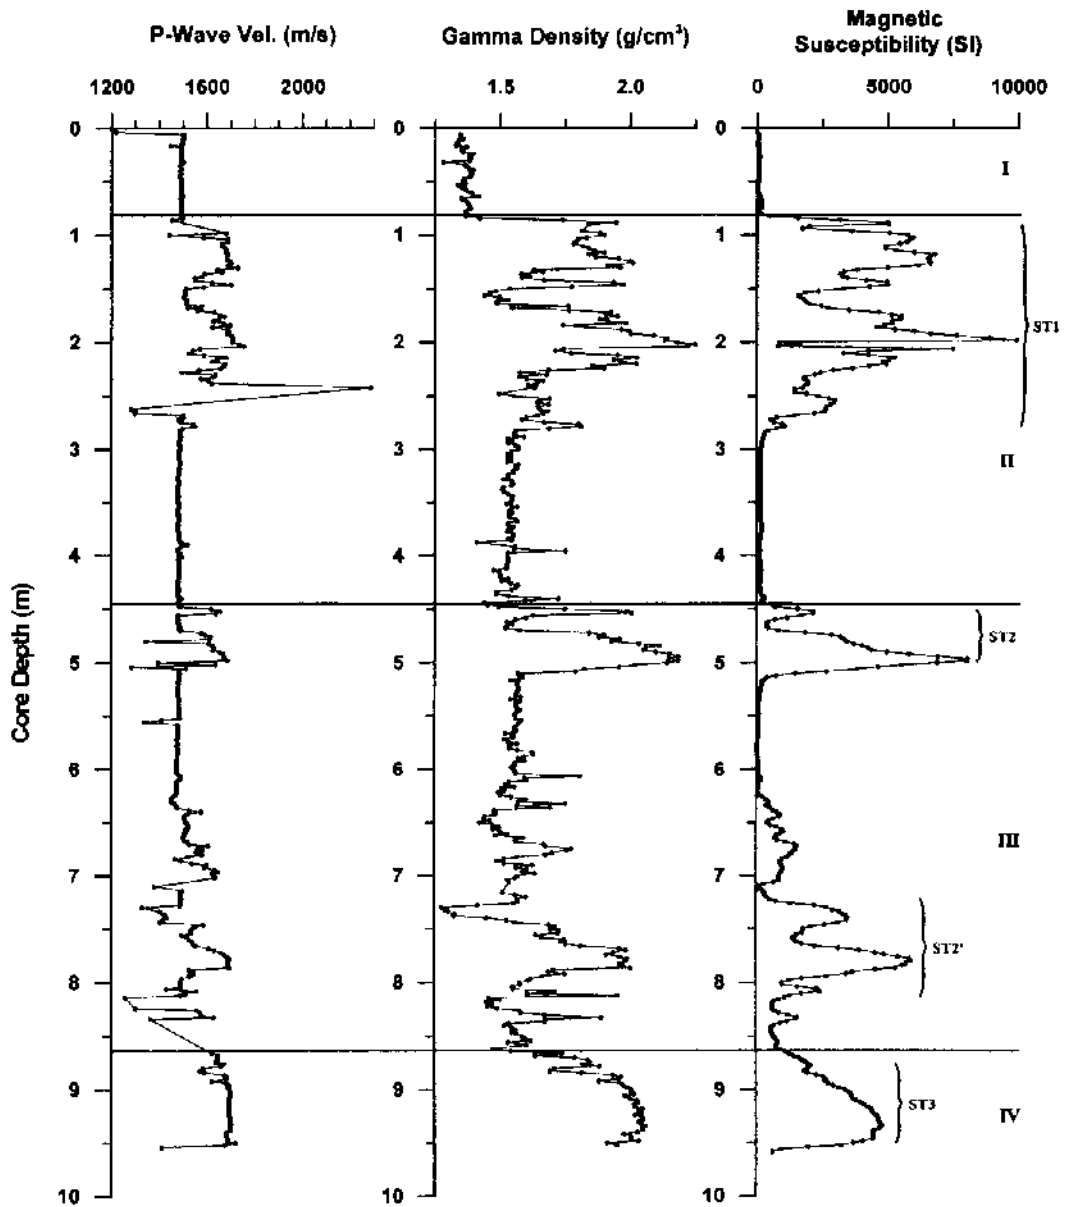 P-Wave Vel. (m/s)
Gamma Density (g/cm³)
Magnetic
Susceptibility (SI)
1200 1600 2000
1.5 2.0
0 5000 10000
0 0 0
I
1 1 1
ST1
2 2 2
3 3 3
II
4 4 4
Core Depth (m)
ST2
5 5 5
6 6 6
III
7 7 7
ST2'
8 8 8
9 9 9
ST3
IV
10 10 10